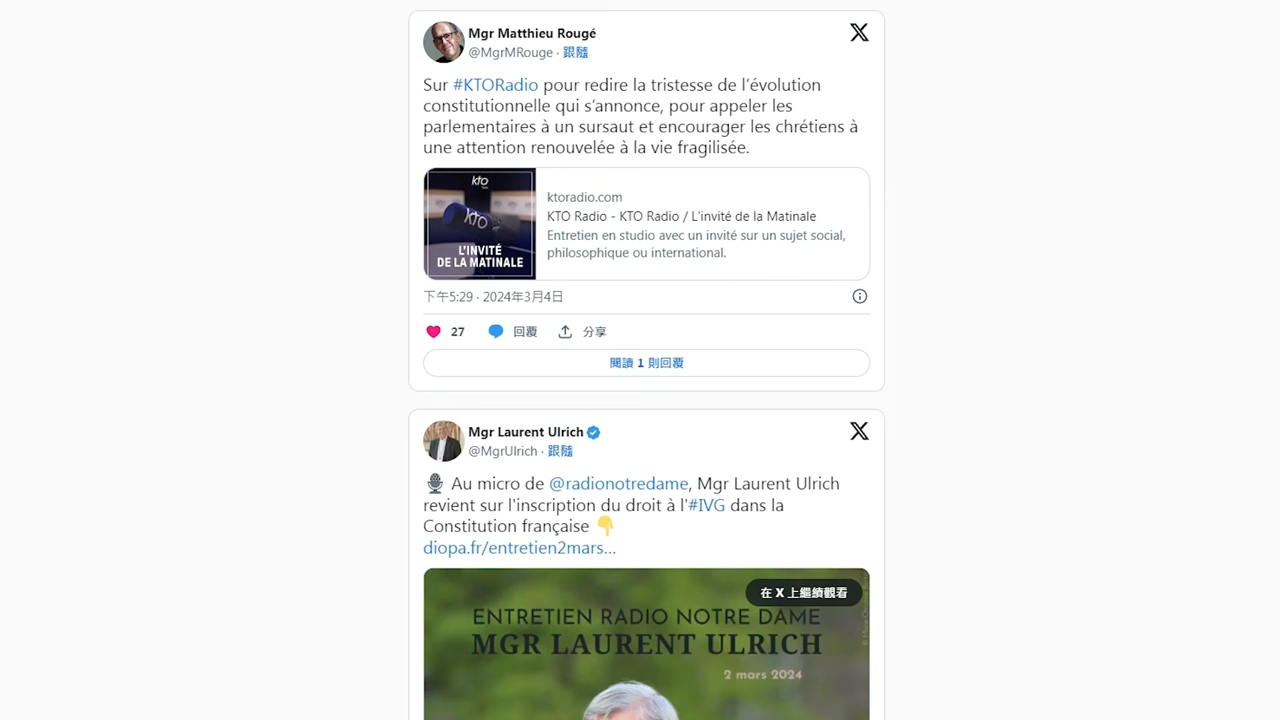 Mgr Matthieu Rougé
@MgrMRouge · 跟隨
Sur #KTORadio pour redire la tristesse de l’évolution
constitutionnelle qui s’annonce, pour appeler les
parlementaires à un sursaut et encourager les chrétiens à
une attention renouvelée à la vie fragilisée.
kto
kto
L'INVITÉ
DE LA MATINALE
ktoradio.com
KTO Radio - KTO Radio / L'invité de la Matinale
Entretien en studio avec un invité sur un sujet social,
philosophique ou international.
下午5:29 · 2024年3月4日
27 回覆 分享
閱讀 1 則回覆
Mgr Laurent Ulrich
@MgrUlrich · 跟隨
Au micro de @radionotredame, Mgr Laurent Ulrich
revient sur l'inscription du droit à l'#IVG dans la
Constitution française
diopa.fr/entretien2mars...
在 X 上繼續觀看
ENTRETIEN RADIO NOTRE DAME
MGR LAURENT ULRICH
2 mars 2024